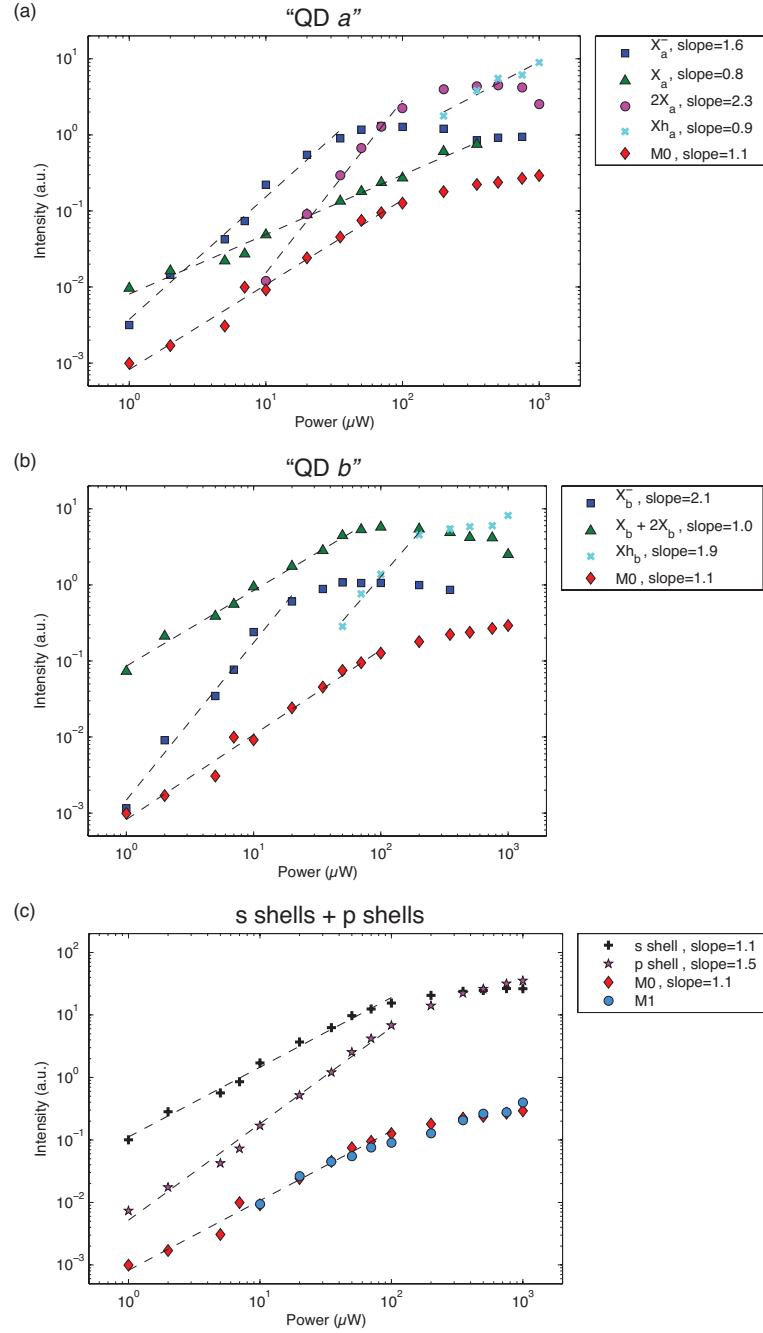 (a)
“QD a”
10^1
10^0
10^-1
10^-2
10^-3
Intensity (a.u.)
10^0 10^1 10^2 10^3
Power (µW)
X_a^-, slope=1.6
X_a, slope=0.8
2X_a, slope=2.3
Xh_a, slope=0.9
M0 , slope=1.1
(b)
“QD b”
10^1
10^0
10^-1
10^-2
10^-3
Intensity (a.u.)
10^0 10^1 10^2 10^3
Power (µW)
X_b^-, slope=2.1
X_b + 2X_b, slope=1.0
Xh_b, slope=1.9
M0 , slope=1.1
(c)
s shells + p shells
10^2
10^1
10^0
10^-1
10^-2
10^-3
Intensity (a.u.)
10^0 10^1 10^2 10^3
Power (µW)
s shell , slope=1.1
p shell , slope=1.5
M0 , slope=1.1
M1